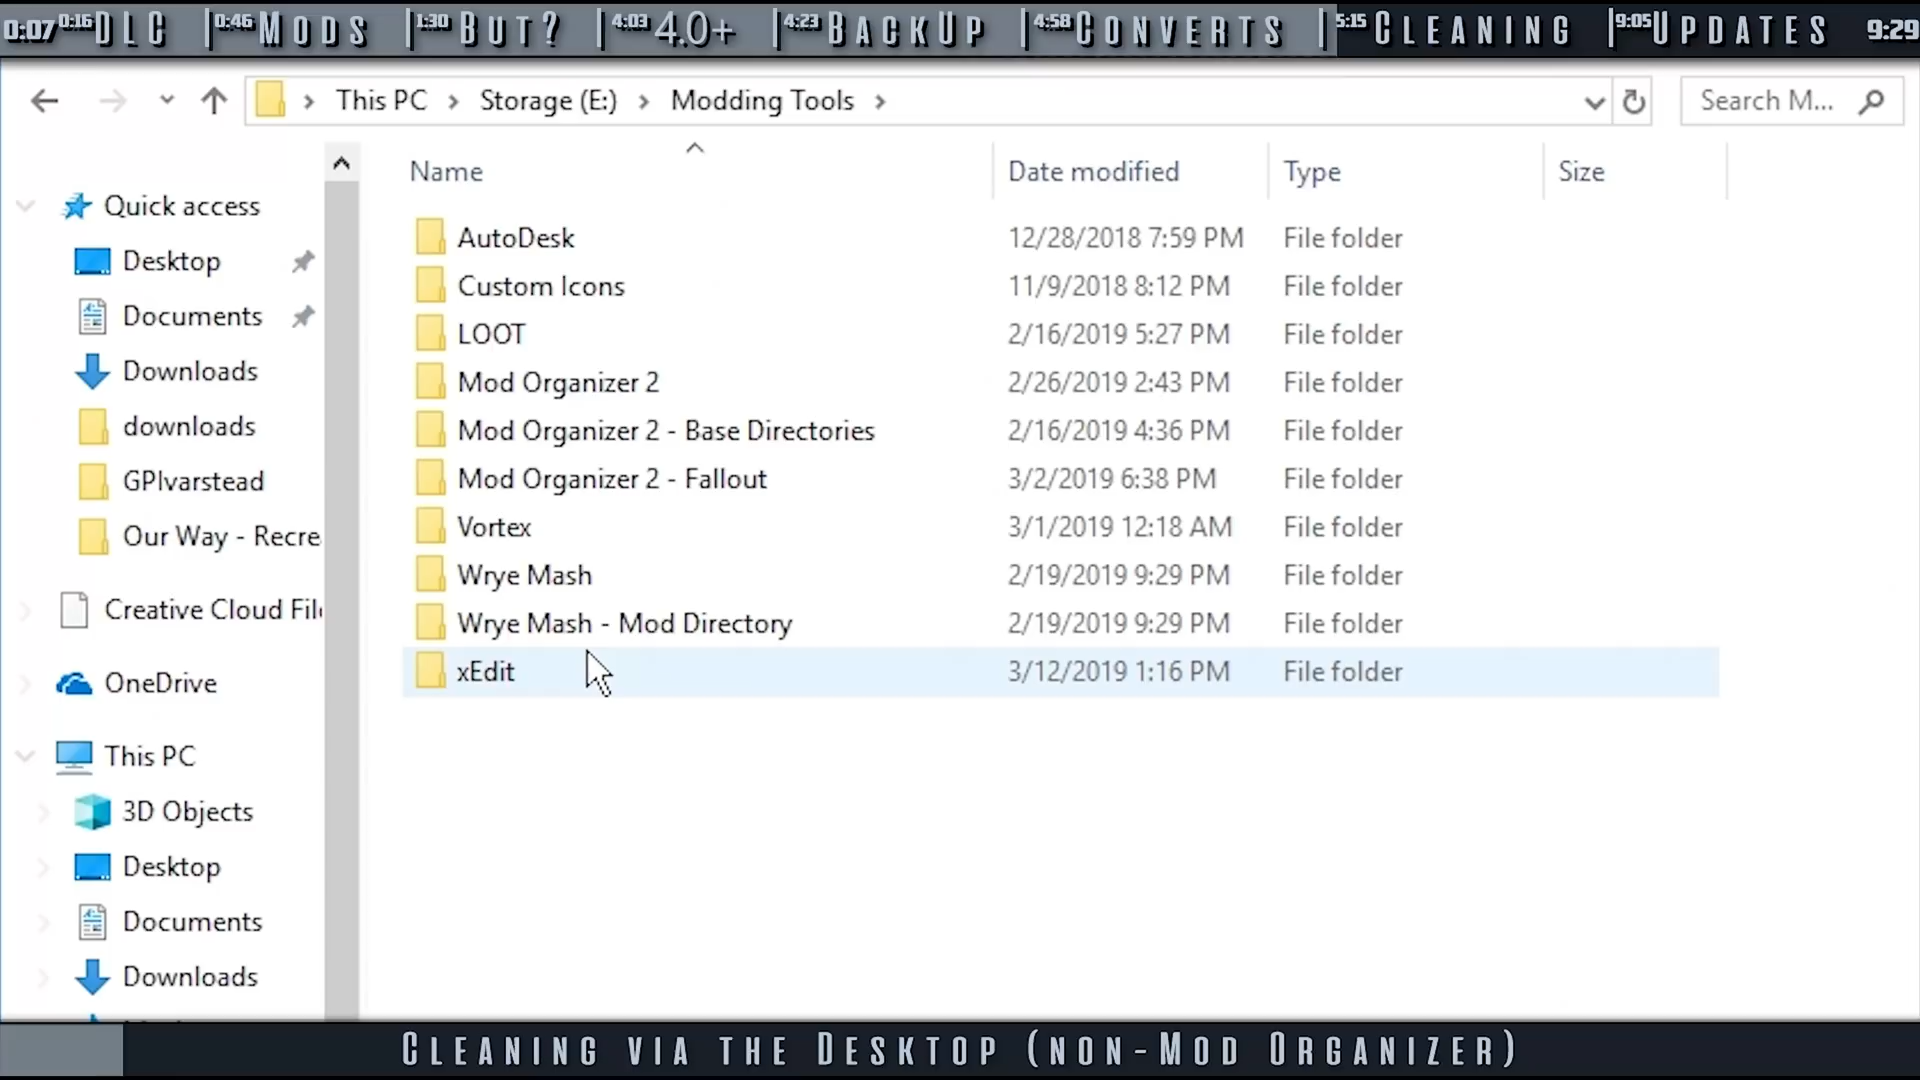 0:07 0:16 DLC 0:46 MODS 1:30 BUT? 4:03 4.0+ 4:23 BACKUP 4:58 CONVERTS 5:15 CLEANING 9:05 UPDATES 9:29
This PC Storage (E:) Modding Tools Search M...
Name Date modified Type Size
Quick access
Desktop
Documents
Downloads
downloads
GPIvarstead
Our Way - Recre
Creative Cloud File
OneDrive
This PC
3D Objects
Desktop
Documents
Downloads
AutoDesk 12/28/2018 7:59 PM File folder
Custom Icons 11/9/2018 8:12 PM File folder
LOOT 2/16/2019 5:27 PM File folder
Mod Organizer 2 2/26/2019 2:43 PM File folder
Mod Organizer 2 - Base Directories 2/16/2019 4:36 PM File folder
Mod Organizer 2 - Fallout 3/2/2019 6:38 PM File folder
Vortex 3/1/2019 12:18 AM File folder
Wrye Mash 2/19/2019 9:29 PM File folder
Wrye Mash - Mod Directory 2/19/2019 9:29 PM File folder
xEdit 3/12/2019 1:16 PM File folder
CLEANING VIA THE DESKTOP (NON-MOD ORGANIZER)